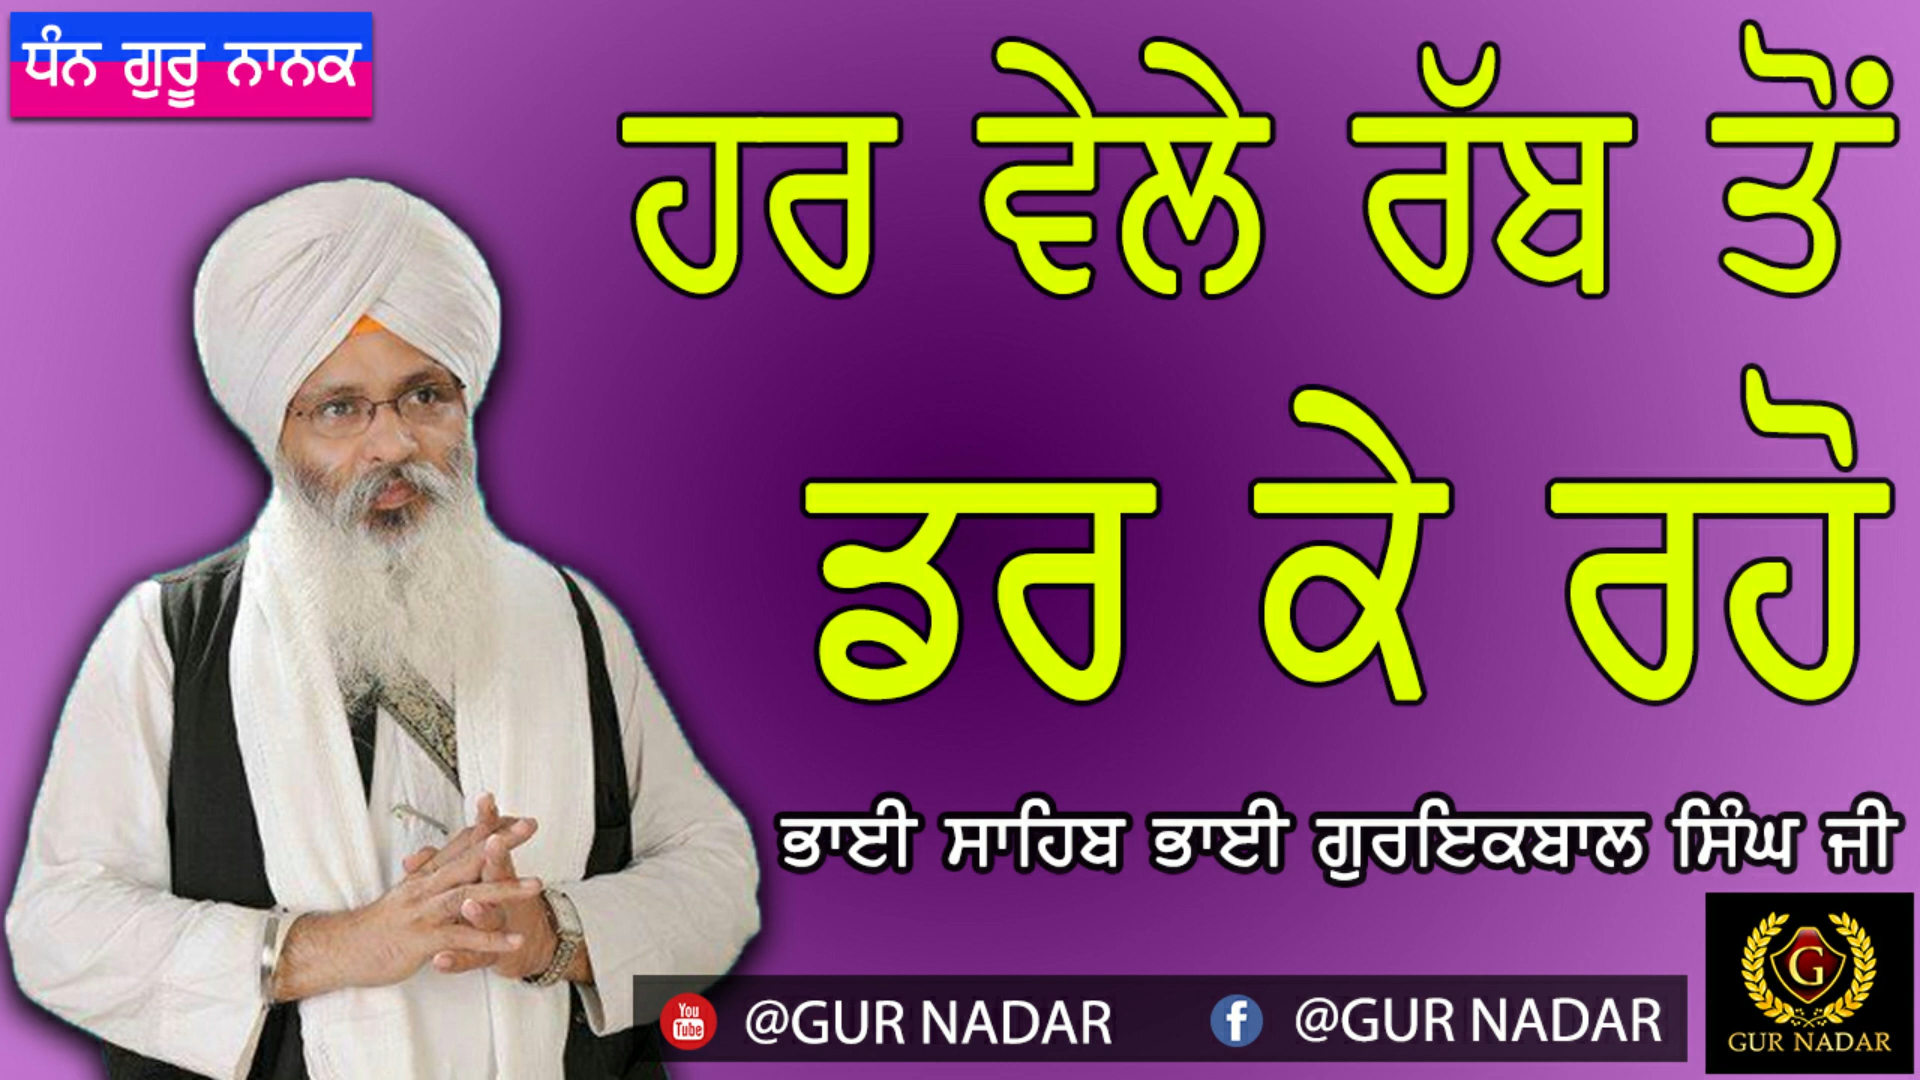 ਧੰਨ ਗੁਰੂ ਨਾਨਕ
ਹਰ ਵੇਲੇ ਰੱਬ ਤੋਂ
ਡਰ ਕੇ ਰਹੋ
ਭਾਈ ਸਾਹਿਬ ਭਾਈ ਗੁਰਇਕਬਾਲ ਸਿੰਘ ਜੀ
You Tube @GUR NADAR f @GUR NADAR
G
GUR NADAR